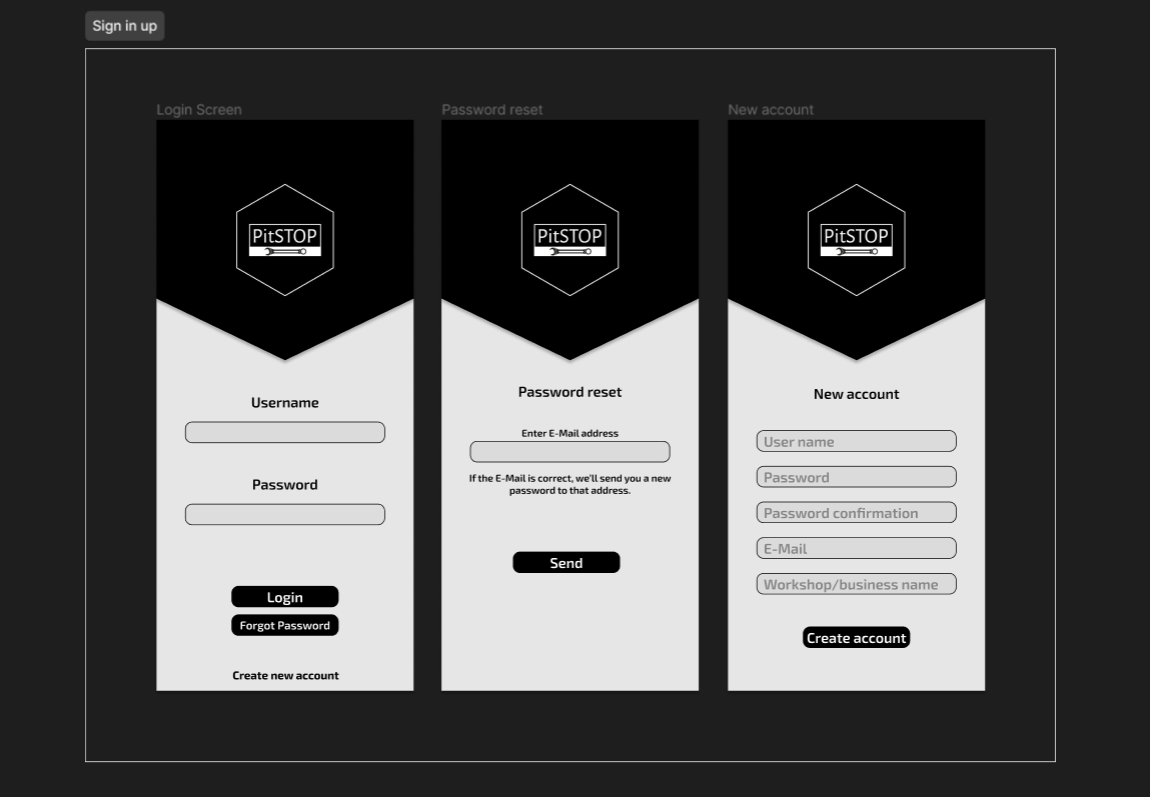 Sign in up
Login Screen
PitSTOP
Username
Password
Login
Forgot Password
Create new account
Password reset
PitSTOP
Password reset
Enter E-Mail address
If the E-Mail is correct, we'll send you a new
password to that address.
Send
New account
PitSTOP
New account
User name
Password
Password confirmation
E-Mail
Workshop/business name
Create account